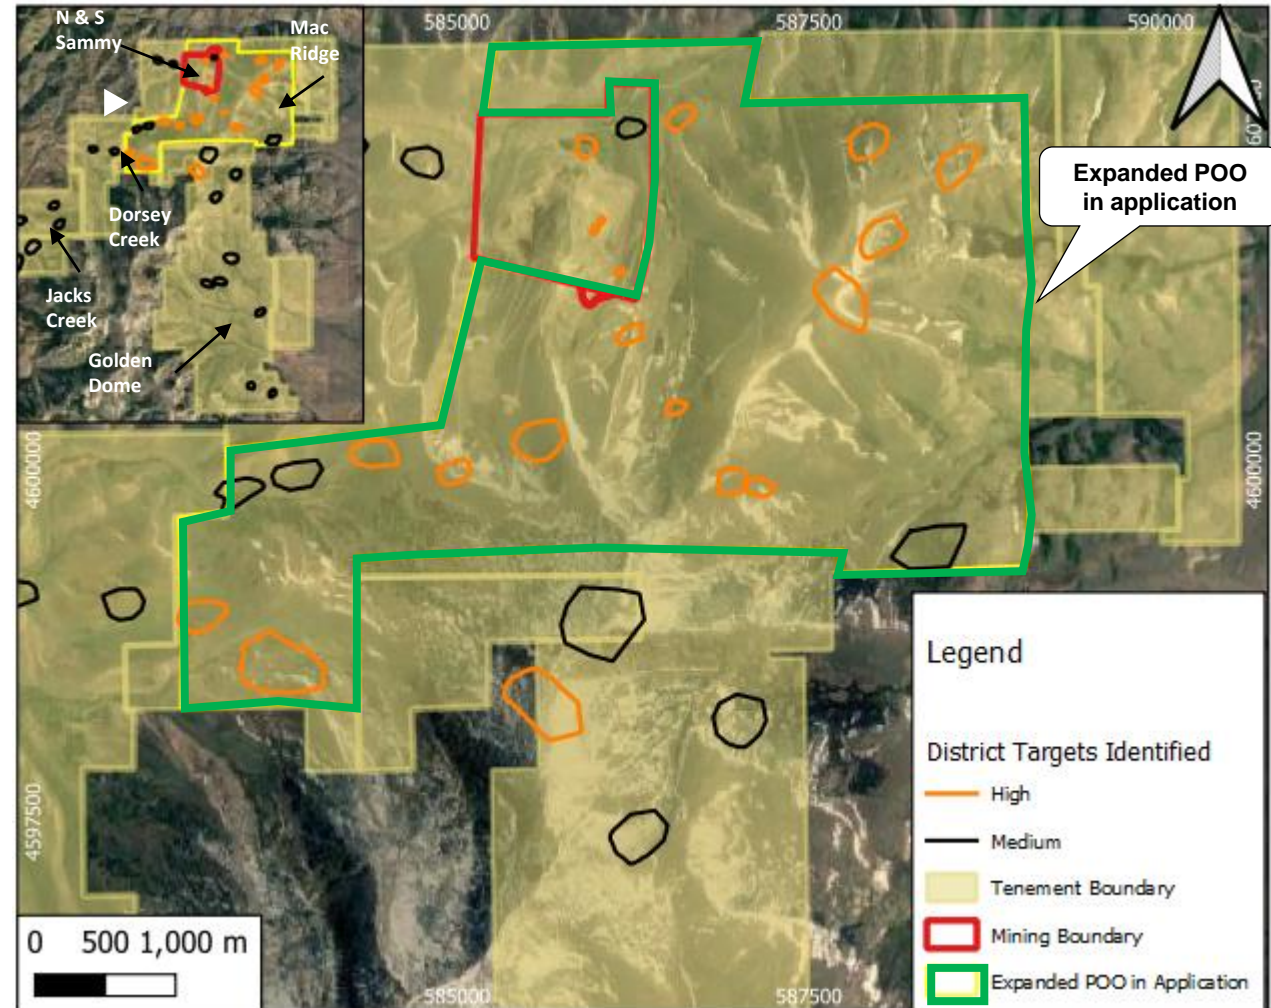 N & S
Sammy
Mac
Ridge
Dorsey
Creek
Jacks
Creek
Golden
Dome
585000
587500
590000
Expanded POO
in application
4600000
4600000
4597500
585000
587500
0 500 1,000 m
Legend
District Targets Identified
High
Medium
Tenement Boundary
Mining Boundary
Expanded POO in Application